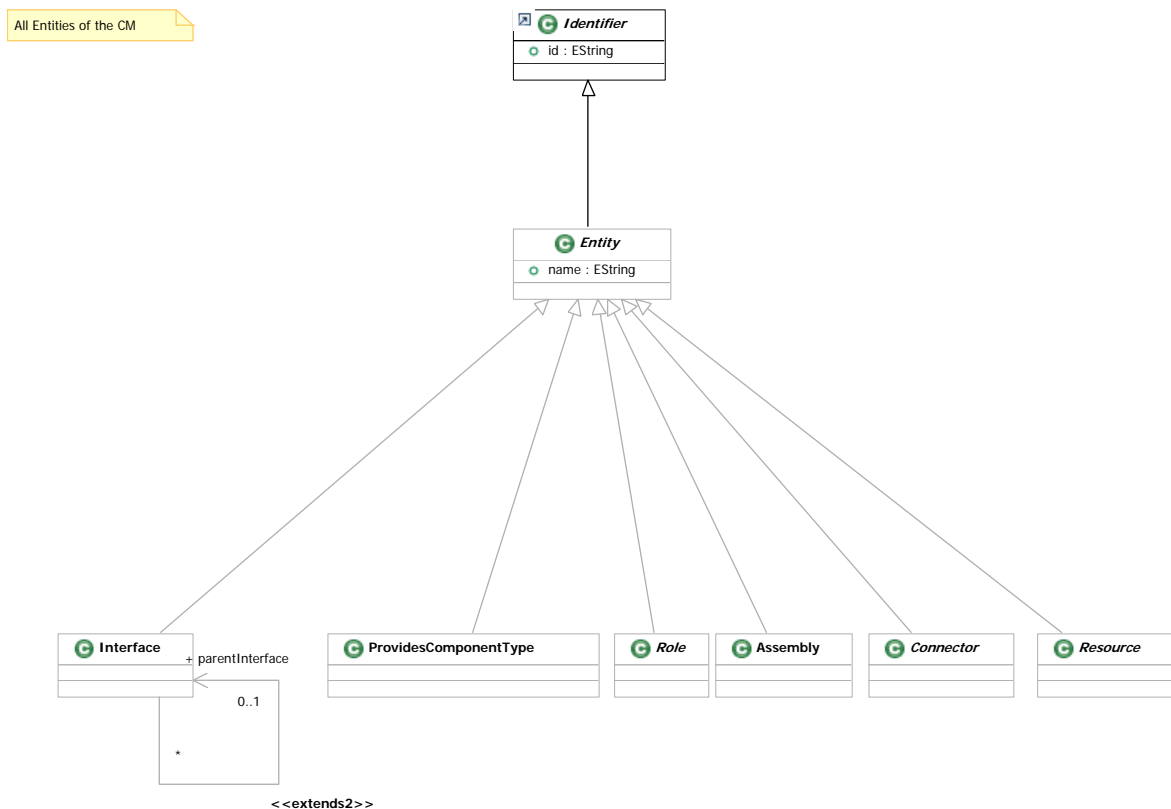 All Entities of the CM
C Identifier
id : EString
C Entity
name : EString
C Interface
C ProvidesComponentType
C Role
C Assembly
C Connector
C Resource
+ parentInterface
0..1
*
<<extends2>>